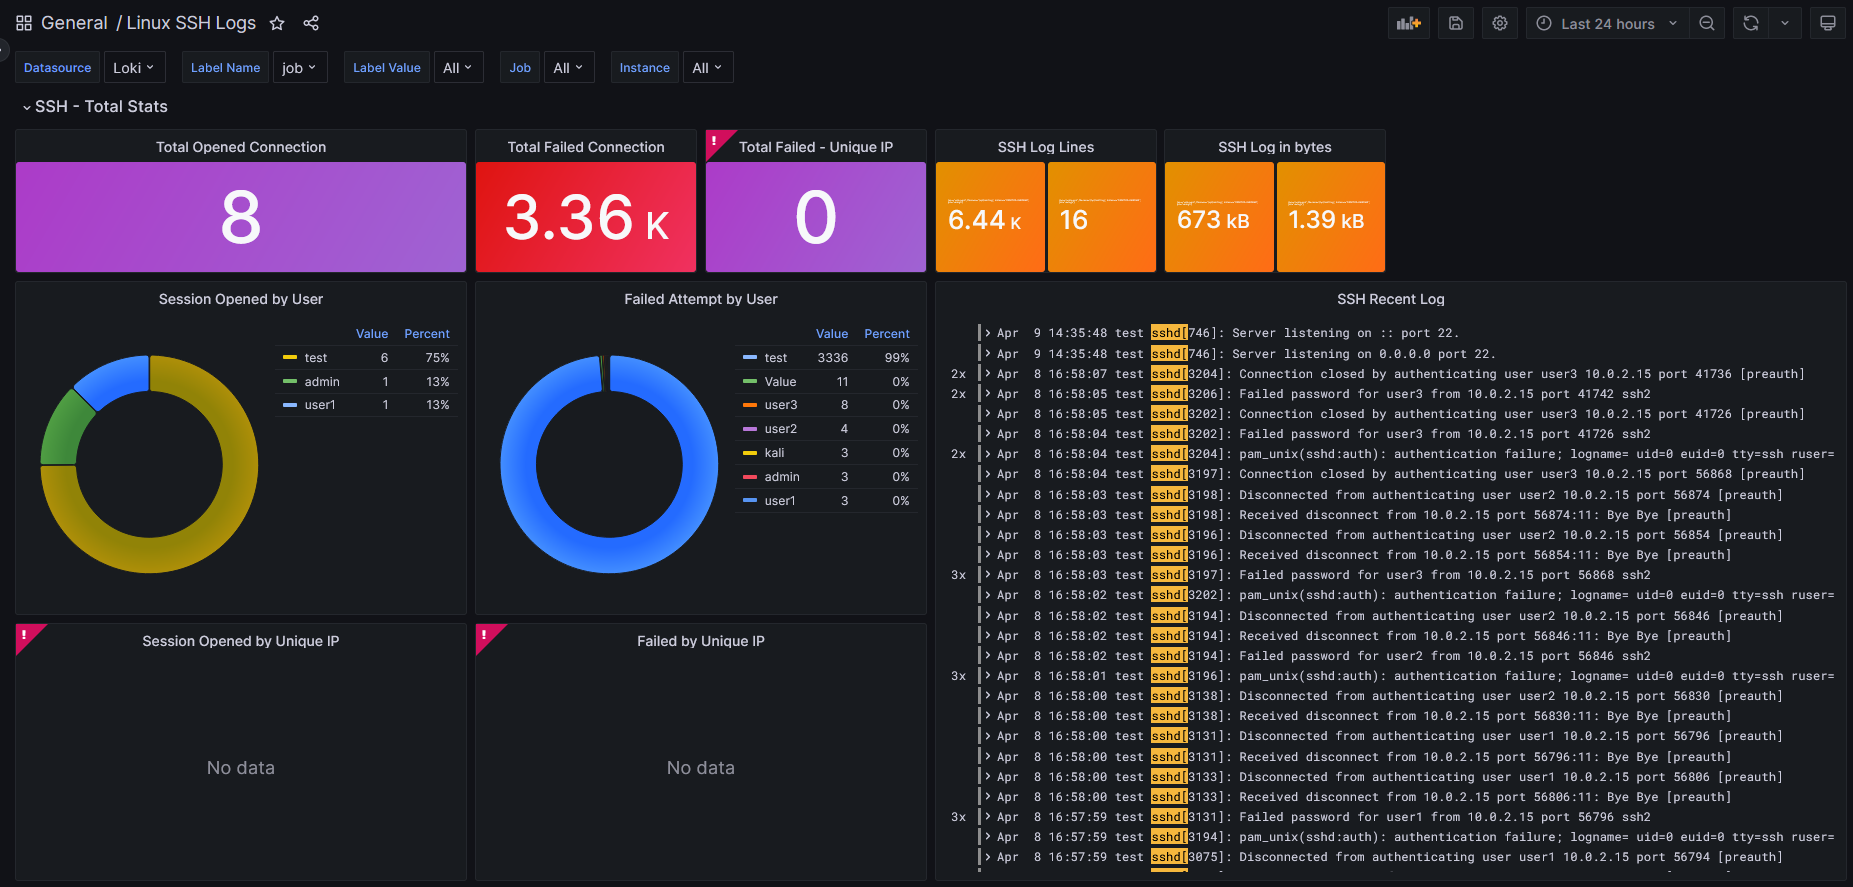 General / Linux SSH Logs
Last 24 hours
Datasource Loki Label Name job Label Value All Job All Instance All
SSH - Total Stats
Total Opened Connection
8
Total Failed Connection
3.36 K
!
Total Failed - Unique IP
0
SSH Log Lines
6.44 K
16
SSH Log in bytes
673 kB
1.39 kB
Session Opened by User
Value Percent
test 6 75%
admin 1 13%
user1 1 13%
Failed Attempt by User
Value Percent
test 3336 99%
Value 11 0%
user3 8 0%
user2 4 0%
kali 3 0%
admin 3 0%
user1 3 0%
SSH Recent Log
Apr 9 14:35:48 test sshd[746]: Server listening on :: port 22.
Apr 9 14:35:48 test sshd[746]: Server listening on 0.0.0.0 port 22.
2x Apr 8 16:58:07 test sshd[3204]: Connection closed by authenticating user user3 10.0.2.15 port 41736 [preauth]
2x Apr 8 16:58:05 test sshd[3206]: Failed password for user3 from 10.0.2.15 port 41742 ssh2
Apr 8 16:58:05 test sshd[3202]: Connection closed by authenticating user user3 10.0.2.15 port 41726 [preauth]
Apr 8 16:58:04 test sshd[3202]: Failed password for user3 from 10.0.2.15 port 41726 ssh2
2x Apr 8 16:58:04 test sshd[3204]: pam_unix(sshd:auth): authentication failure; logname= uid=0 euid=0 tty=ssh ruser=
Apr 8 16:58:04 test sshd[3197]: Connection closed by authenticating user user3 10.0.2.15 port 56868 [preauth]
Apr 8 16:58:03 test sshd[3198]: Disconnected from authenticating user user2 10.0.2.15 port 56874 [preauth]
Apr 8 16:58:03 test sshd[3198]: Received disconnect from 10.0.2.15 port 56874:11: Bye Bye [preauth]
Apr 8 16:58:03 test sshd[3196]: Disconnected from authenticating user user2 10.0.2.15 port 56854 [preauth]
Apr 8 16:58:03 test sshd[3196]: Received disconnect from 10.0.2.15 port 56854:11: Bye Bye [preauth]
3x Apr 8 16:58:03 test sshd[3197]: Failed password for user3 from 10.0.2.15 port 56868 ssh2
Apr 8 16:58:02 test sshd[3202]: pam_unix(sshd:auth): authentication failure; logname= uid=0 euid=0 tty=ssh ruser=
Apr 8 16:58:02 test sshd[3194]: Disconnected from authenticating user user2 10.0.2.15 port 56846 [preauth]
Apr 8 16:58:02 test sshd[3194]: Received disconnect from 10.0.2.15 port 56846:11: Bye Bye [preauth]
Apr 8 16:58:02 test sshd[3194]: Failed password for user2 from 10.0.2.15 port 56846 ssh2
3x Apr 8 16:58:01 test sshd[3196]: pam_unix(sshd:auth): authentication failure; logname= uid=0 euid=0 tty=ssh ruser=
Apr 8 16:58:00 test sshd[3138]: Disconnected from authenticating user user2 10.0.2.15 port 56830 [preauth]
Apr 8 16:58:00 test sshd[3138]: Received disconnect from 10.0.2.15 port 56830:11: Bye Bye [preauth]
Apr 8 16:58:00 test sshd[3131]: Disconnected from authenticating user user1 10.0.2.15 port 56796 [preauth]
Apr 8 16:58:00 test sshd[3131]: Received disconnect from 10.0.2.15 port 56796:11: Bye Bye [preauth]
Apr 8 16:58:00 test sshd[3133]: Disconnected from authenticating user user1 10.0.2.15 port 56806 [preauth]
Apr 8 16:58:00 test sshd[3133]: Received disconnect from 10.0.2.15 port 56806:11: Bye Bye [preauth]
3x Apr 8 16:57:59 test sshd[3131]: Failed password for user1 from 10.0.2.15 port 56796 ssh2
Apr 8 16:57:59 test sshd[3194]: pam_unix(sshd:auth): authentication failure; logname= uid=0 euid=0 tty=ssh ruser=
Apr 8 16:57:59 test sshd[3075]: Disconnected from authenticating user user1 10.0.2.15 port 56794 [preauth]
!
Session Opened by Unique IP
No data
!
Failed by Unique IP
No data